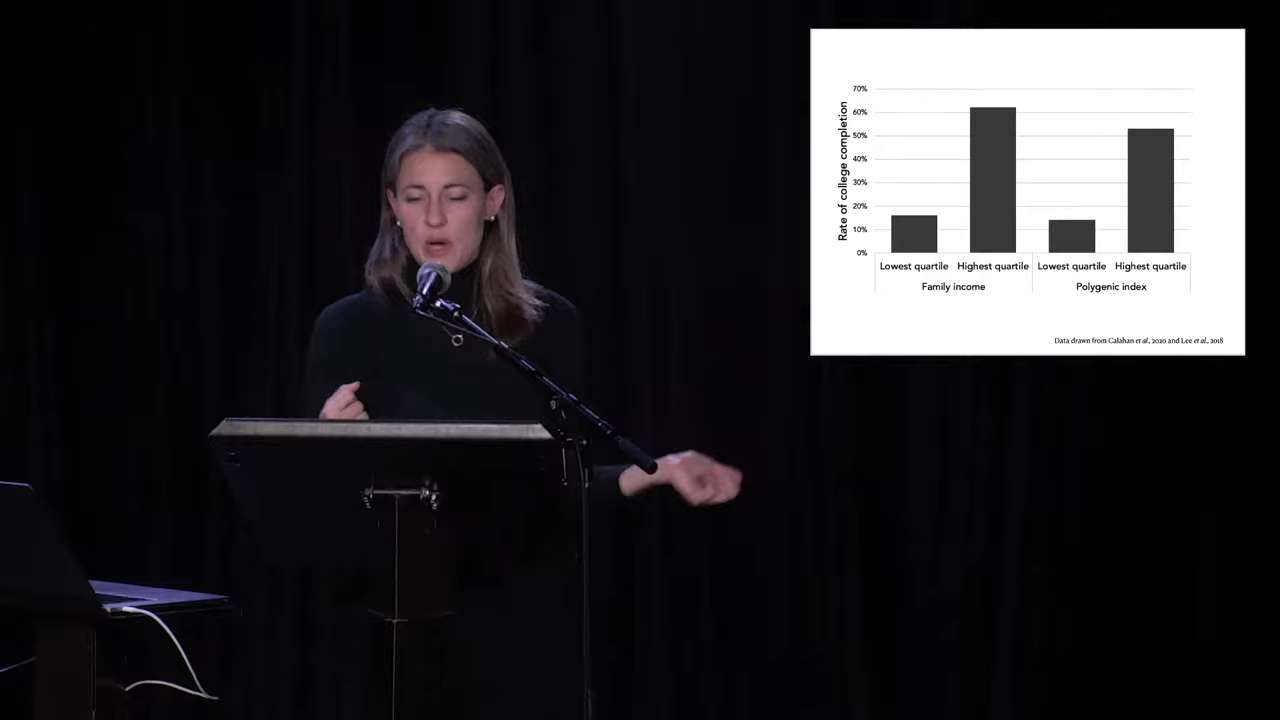 Rate of college completion
70%
60%
50%
40%
30%
20%
10%
0%
Lowest quartile Highest quartile Lowest quartile Highest quartile
Family income Polygenic index
Data drawn from Calahan et al., 2020 and Lee et al., 2018